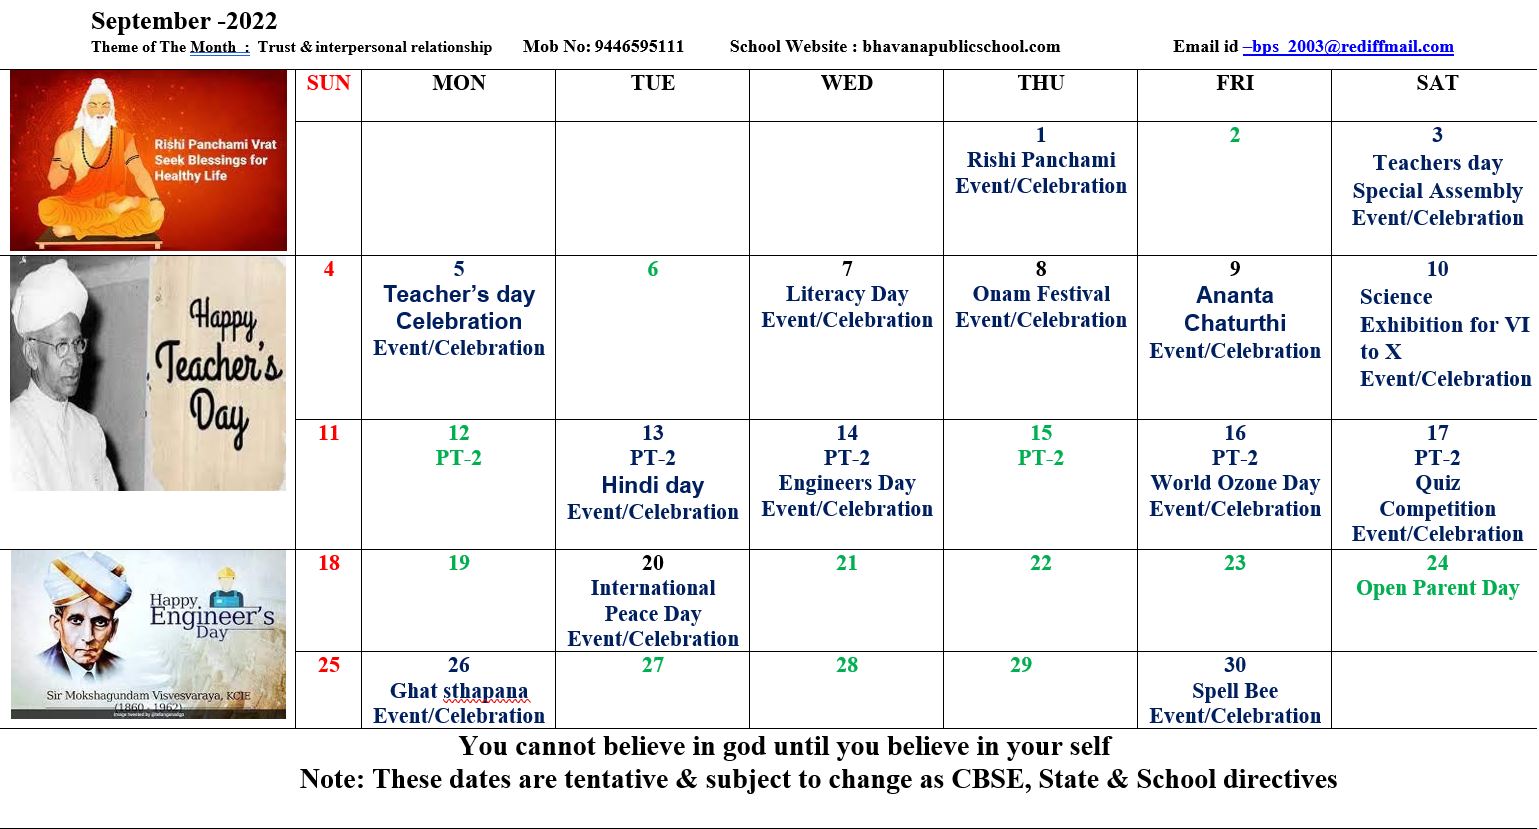 September -2022
Theme of The Month : Trust & interpersonal relationship Mob No: 9446595111 School Website : bhavanapublicschool.com Email id –bps_2003@rediffmail.com
SUN MON TUE WED THU FRI SAT
Rishi Panchami Vrat
Seek Blessings for
Healthy Life
1
Rishi Panchami
Event/Celebration
2
3
Teachers day
Special Assembly
Event/Celebration
Happy
Teacher's
Day
4
5
Teacher's day
Celebration
Event/Celebration
6
7
Literacy Day
Event/Celebration
8
Onam Festival
Event/Celebration
9
Ananta
Chaturthi
Event/Celebration
10
Science
Exhibition for VI
to X
Event/Celebration
11
12
PT-2
13
PT-2
Hindi day
Event/Celebration
14
PT-2
Engineers Day
Event/Celebration
15
PT-2
16
PT-2
World Ozone Day
Event/Celebration
17
PT-2
Quiz
Competition
Event/Celebration
Happy
Engineer's
Day
Sir Mokshagundam Visvesvaraya, KCIE
(1860 - 1962)
18
19
20
International
Peace Day
Event/Celebration
21
22
23
24
Open Parent Day
25
26
Ghat sthapana
Event/Celebration
27
28
29
30
Spell Bee
Event/Celebration
You cannot believe in god until you believe in your self
Note: These dates are tentative & subject to change as CBSE, State & School directives